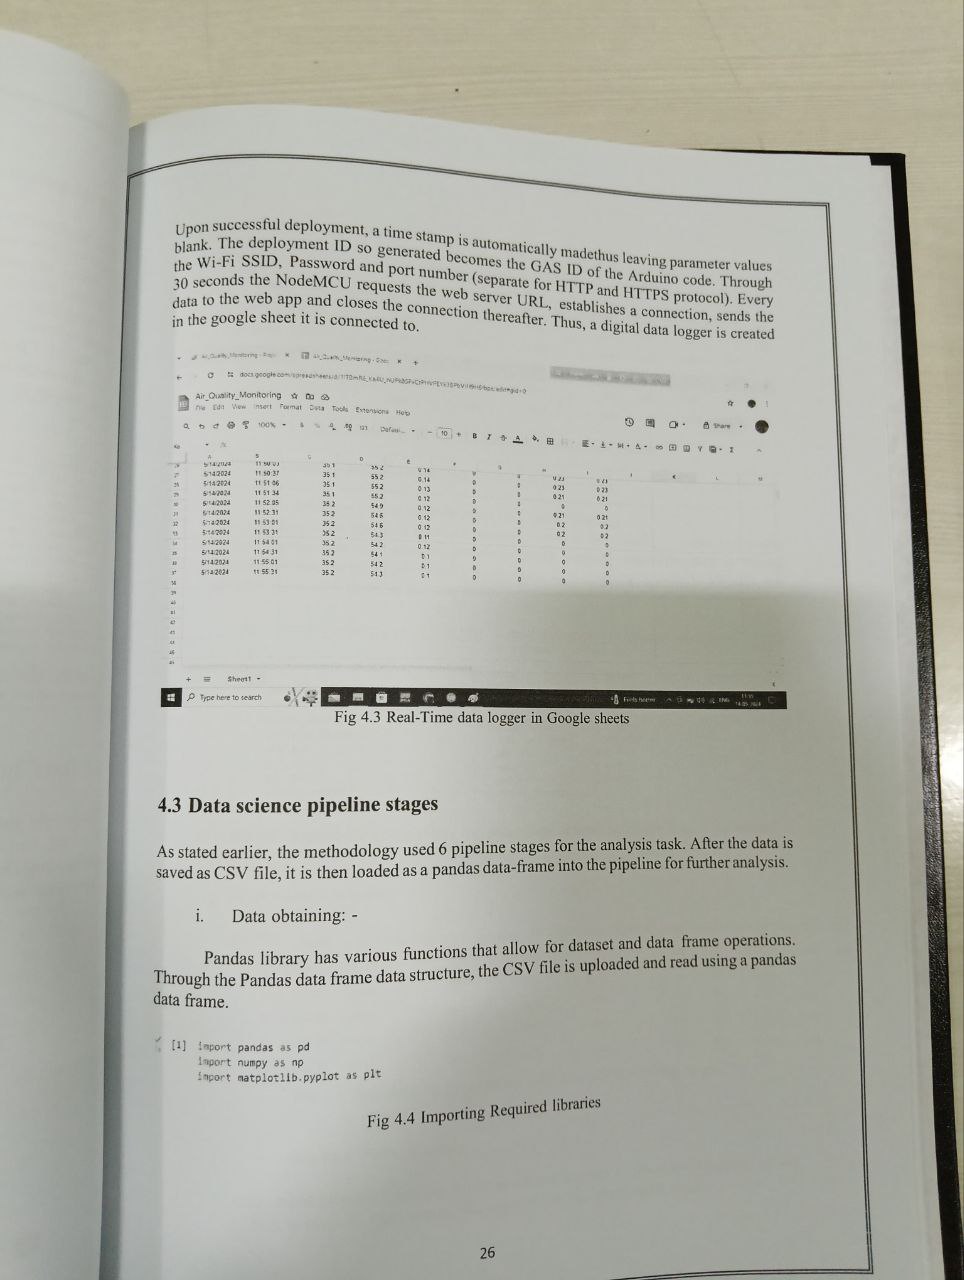 Upon successful deployment, a time stamp is automatically madethus leaving parameter values
blank. The deployment ID so generated becomes the GAS ID of the Arduino code. Through
the Wi-Fi SSID, Password and port number (separate for HTTP and HTTPS protocol). Every
30 seconds the NodeMCU requests the web server URL, establishes a connection, sends the
data to the web app and closes the connection thereafter. Thus, a digital data logger is created
in the google sheet it is connected to.
Air_Quality_Monitoring
File Edit View Insert Format Data Tools Extensions Help
100% 123 Defaul... 10 B I A Share
5/14/2024 11:50:37 35.1 55.2 0.14 0 0 0.23 0.23
5/14/2024 11:51:06 35.1 55.2 0.13 0 0 0.21 0.21
5/14/2024 11:51:34 35.1 55.2 0.12 0 0 0 0
5/14/2024 11:52:05 35.2 54.9 0.12 0 0 0.21 0.21
5/14/2024 11:52:31 35.2 54.6 0.12 0 0 0.2 0.2
5/14/2024 11:53:01 35.2 54.6 0.12 0 0 0.2 0.2
5/14/2024 11:53:31 35.2 54.3 0.11 0 0 0 0
5/14/2024 11:54:01 35.2 54.2 0.12 0 0 0 0
5/14/2024 11:54:31 35.2 54.1 0.1 0 0 0 0
5/14/2024 11:55:01 35.2 54.2 0.1 0 0 0 0
5/14/2024 11:55:31 35.2 54.3 0.1 0 0 0 0
Sheet1
Type here to search
Fig 4.3 Real-Time data logger in Google sheets
4.3 Data science pipeline stages
As stated earlier, the methodology used 6 pipeline stages for the analysis task. After the data is
saved as CSV file, it is then loaded as a pandas data-frame into the pipeline for further analysis.
i. Data obtaining: -
Pandas library has various functions that allow for dataset and data frame operations.
Through the Pandas data frame data structure, the CSV file is uploaded and read using a pandas
data frame.
[1] import pandas as pd
import numpy as np
import matplotlib.pyplot as plt
Fig 4.4 Importing Required libraries
26